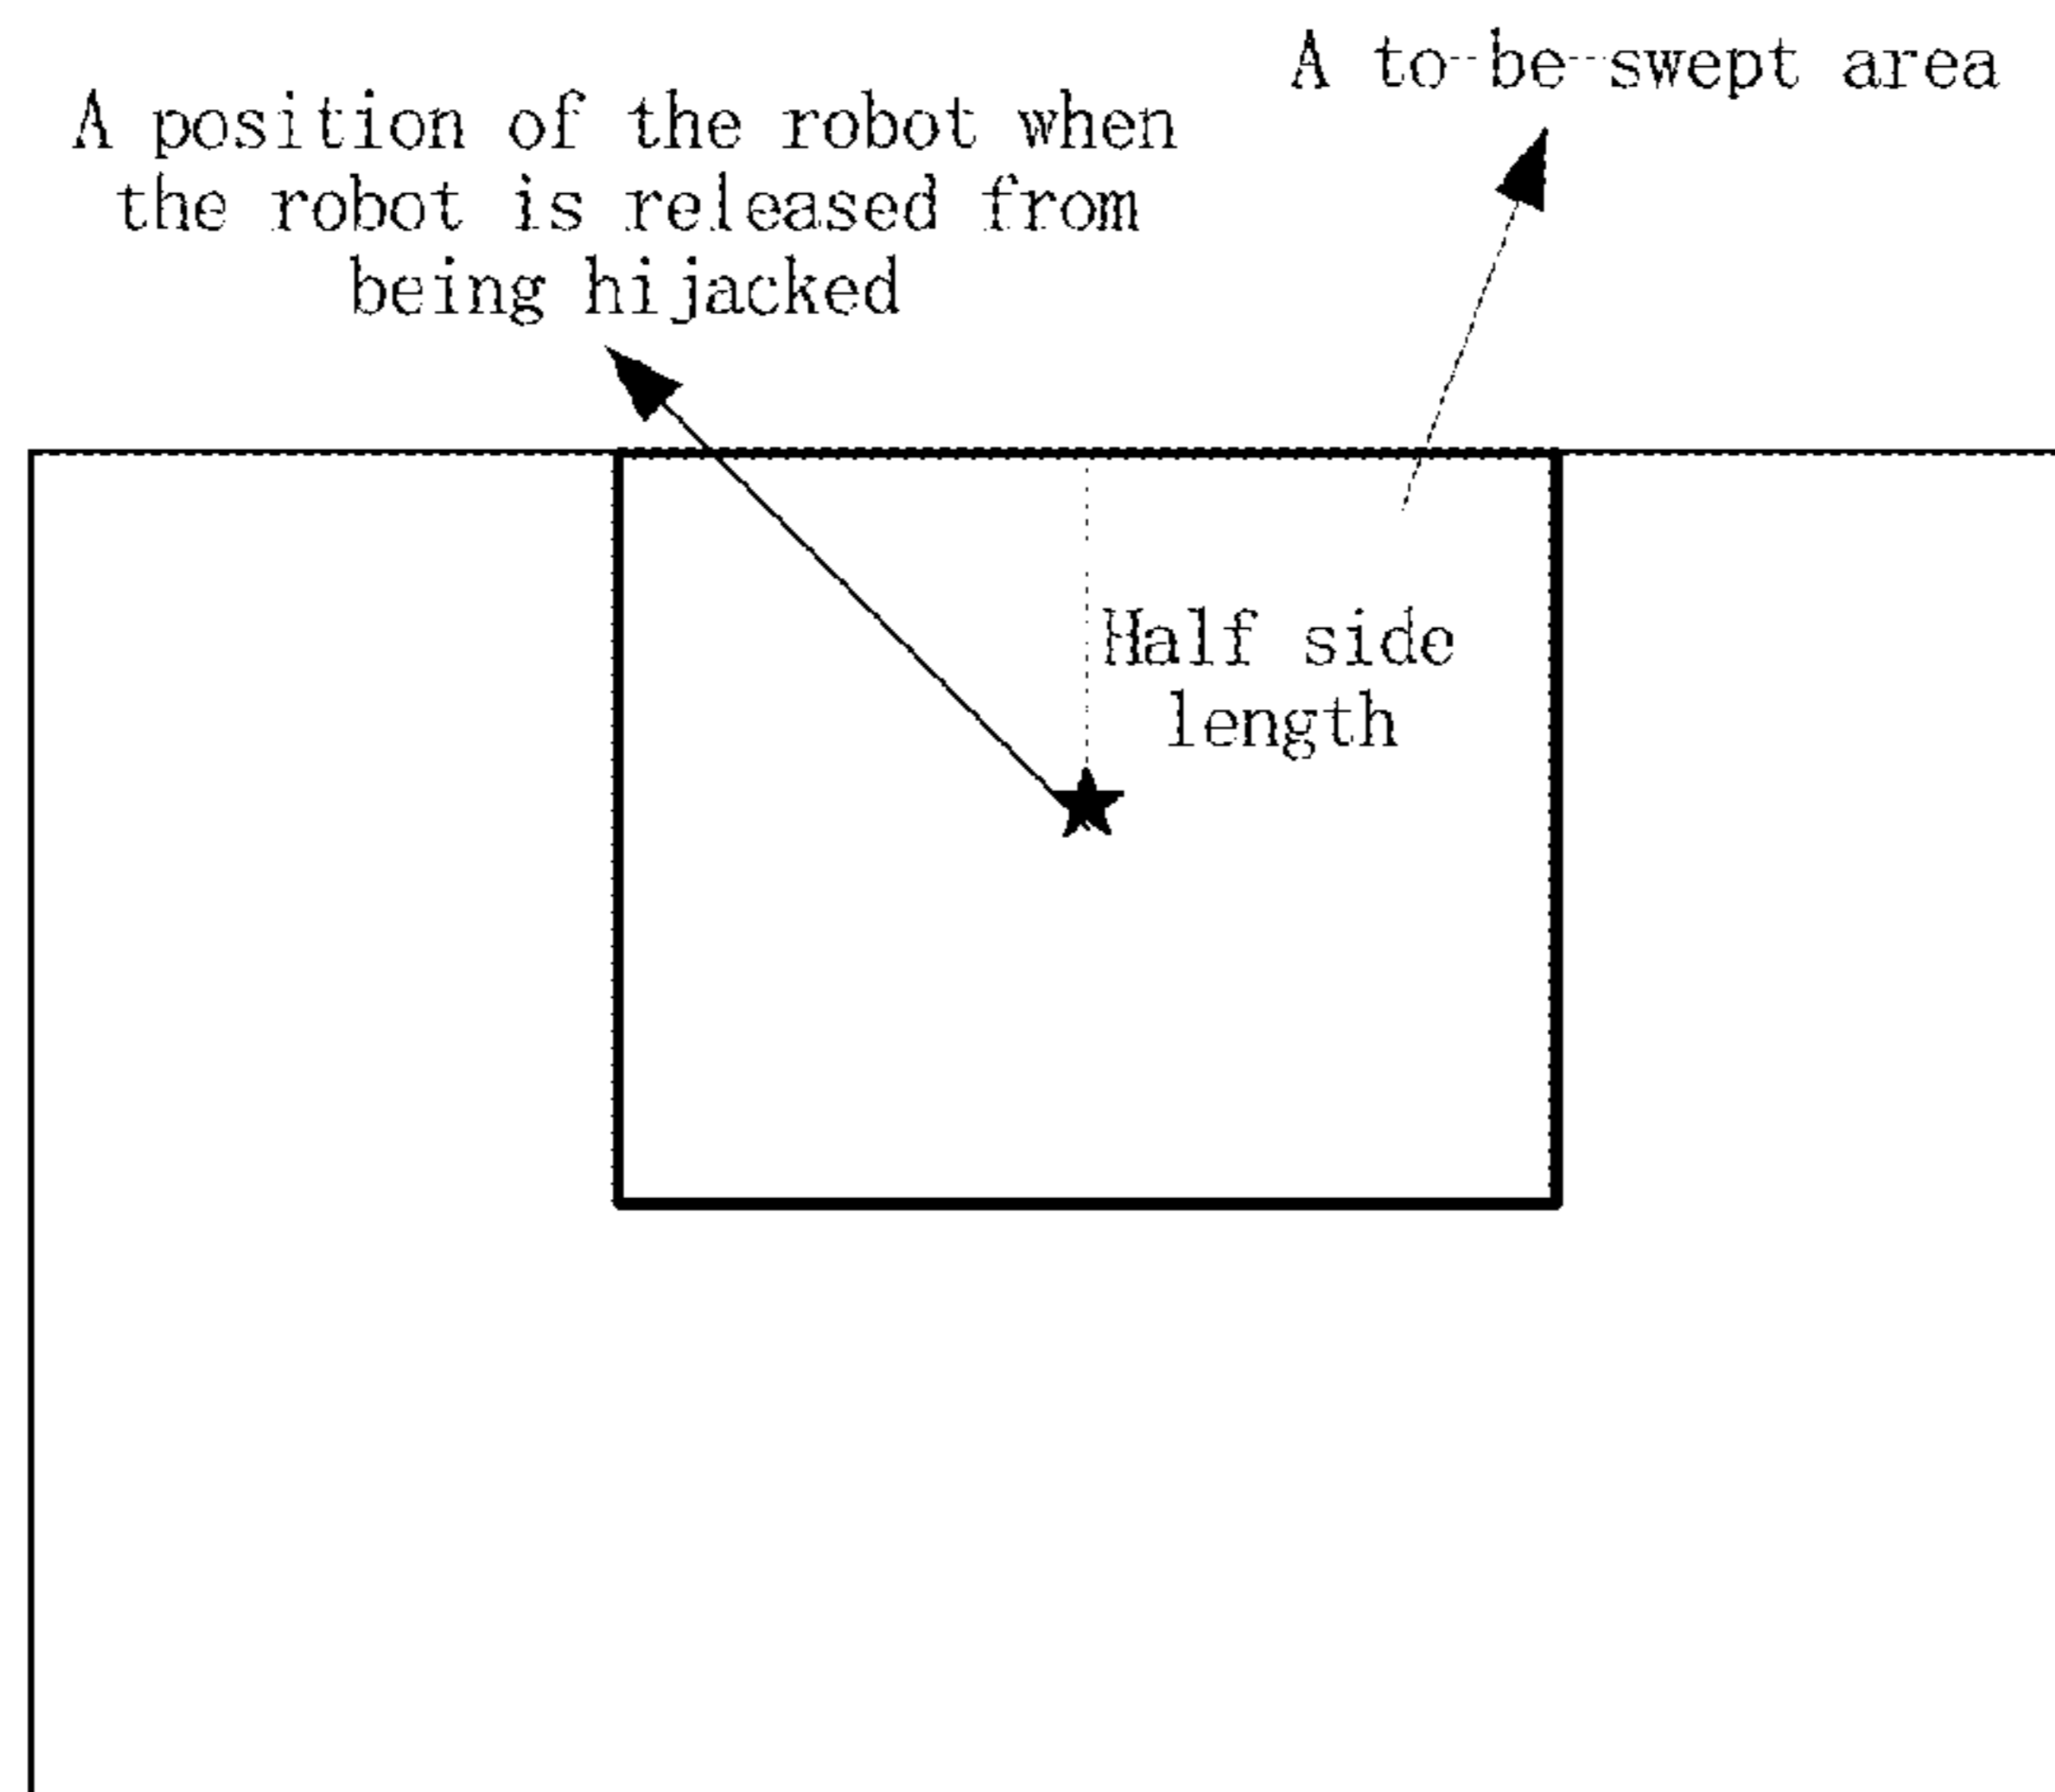 A to-be-swept area
A position of the robot when
the robot is released from
being hijacked
Half side
length